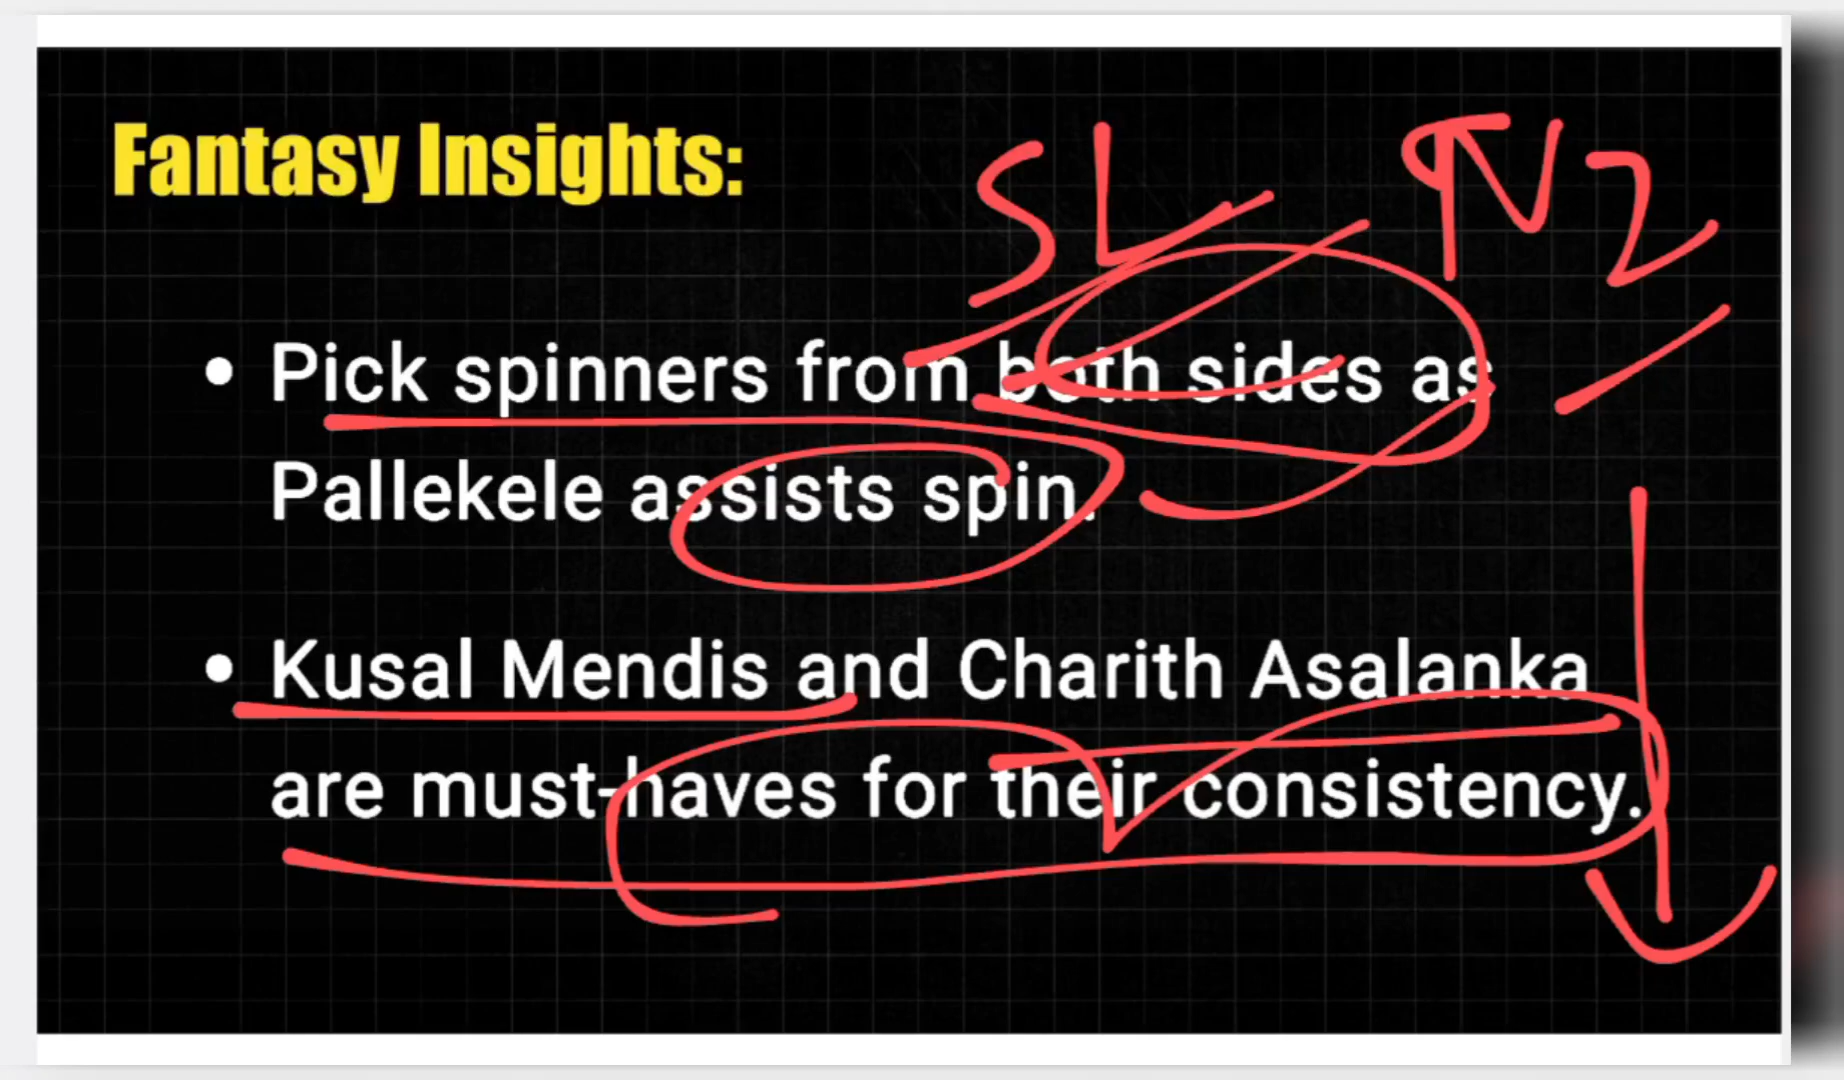 Fantasy Insights:
SL NZ
• Pick spinners from both sides as
Pallekele assists spin.
• Kusal Mendis and Charith Asalanka
are must-haves for their consistency.